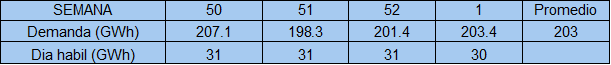 SEMANA 50 51 52 1 Promedio
Demanda (GWh) 207.1 198.3 201.4 203.4 203
Dia habil (GWh) 31 31 31 30